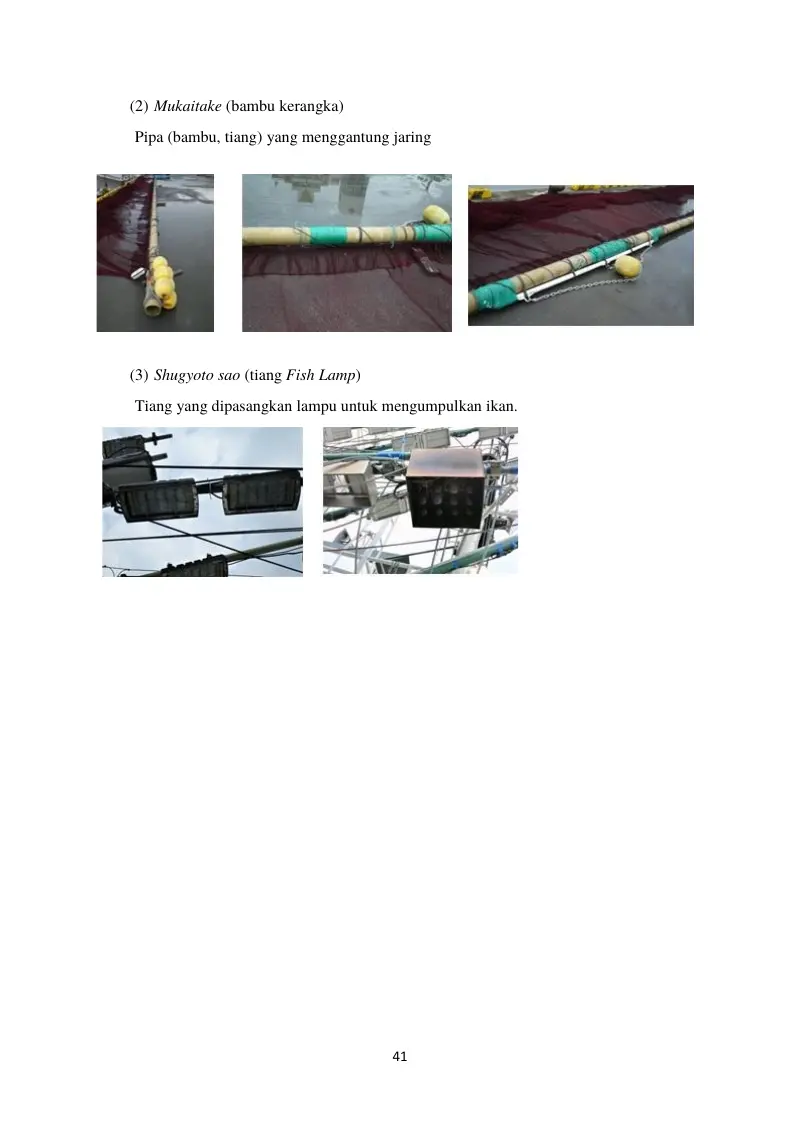 (2) Mukaitake (bambu kerangka)
Pipa (bambu, tiang) yang menggantung jaring
(3) Shugyoto sao (tiang Fish Lamp)
Tiang yang dipasangkan lampu untuk mengumpulkan ikan.
41